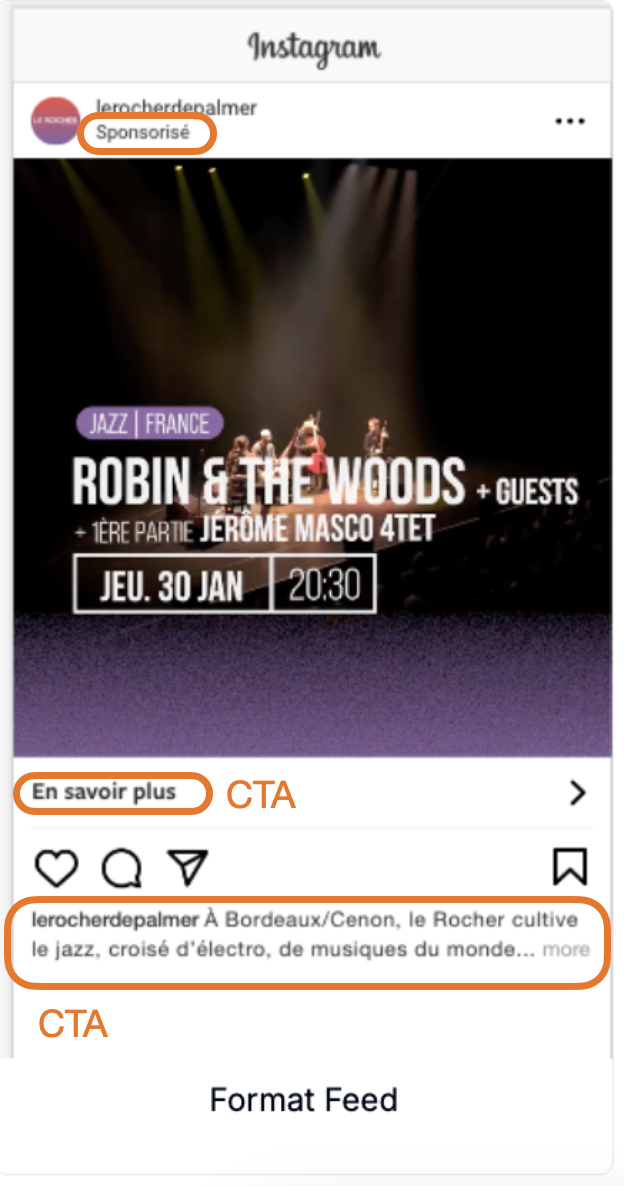 Instagram
lerocherdepalmer
LE ROCHER
Sponsorisé
JAZZ | FRANCE
ROBIN & THE WOODS + GUESTS
+ 1ÈRE PARTIE JÉRÔME MASCO 4TET
JEU. 30 JAN 20:30
En savoir plus CTA
lerocherdepalmer À Bordeaux/Cenon, le Rocher cultive
le jazz, croisé d'électro, de musiques du monde... more
CTA
Format Feed